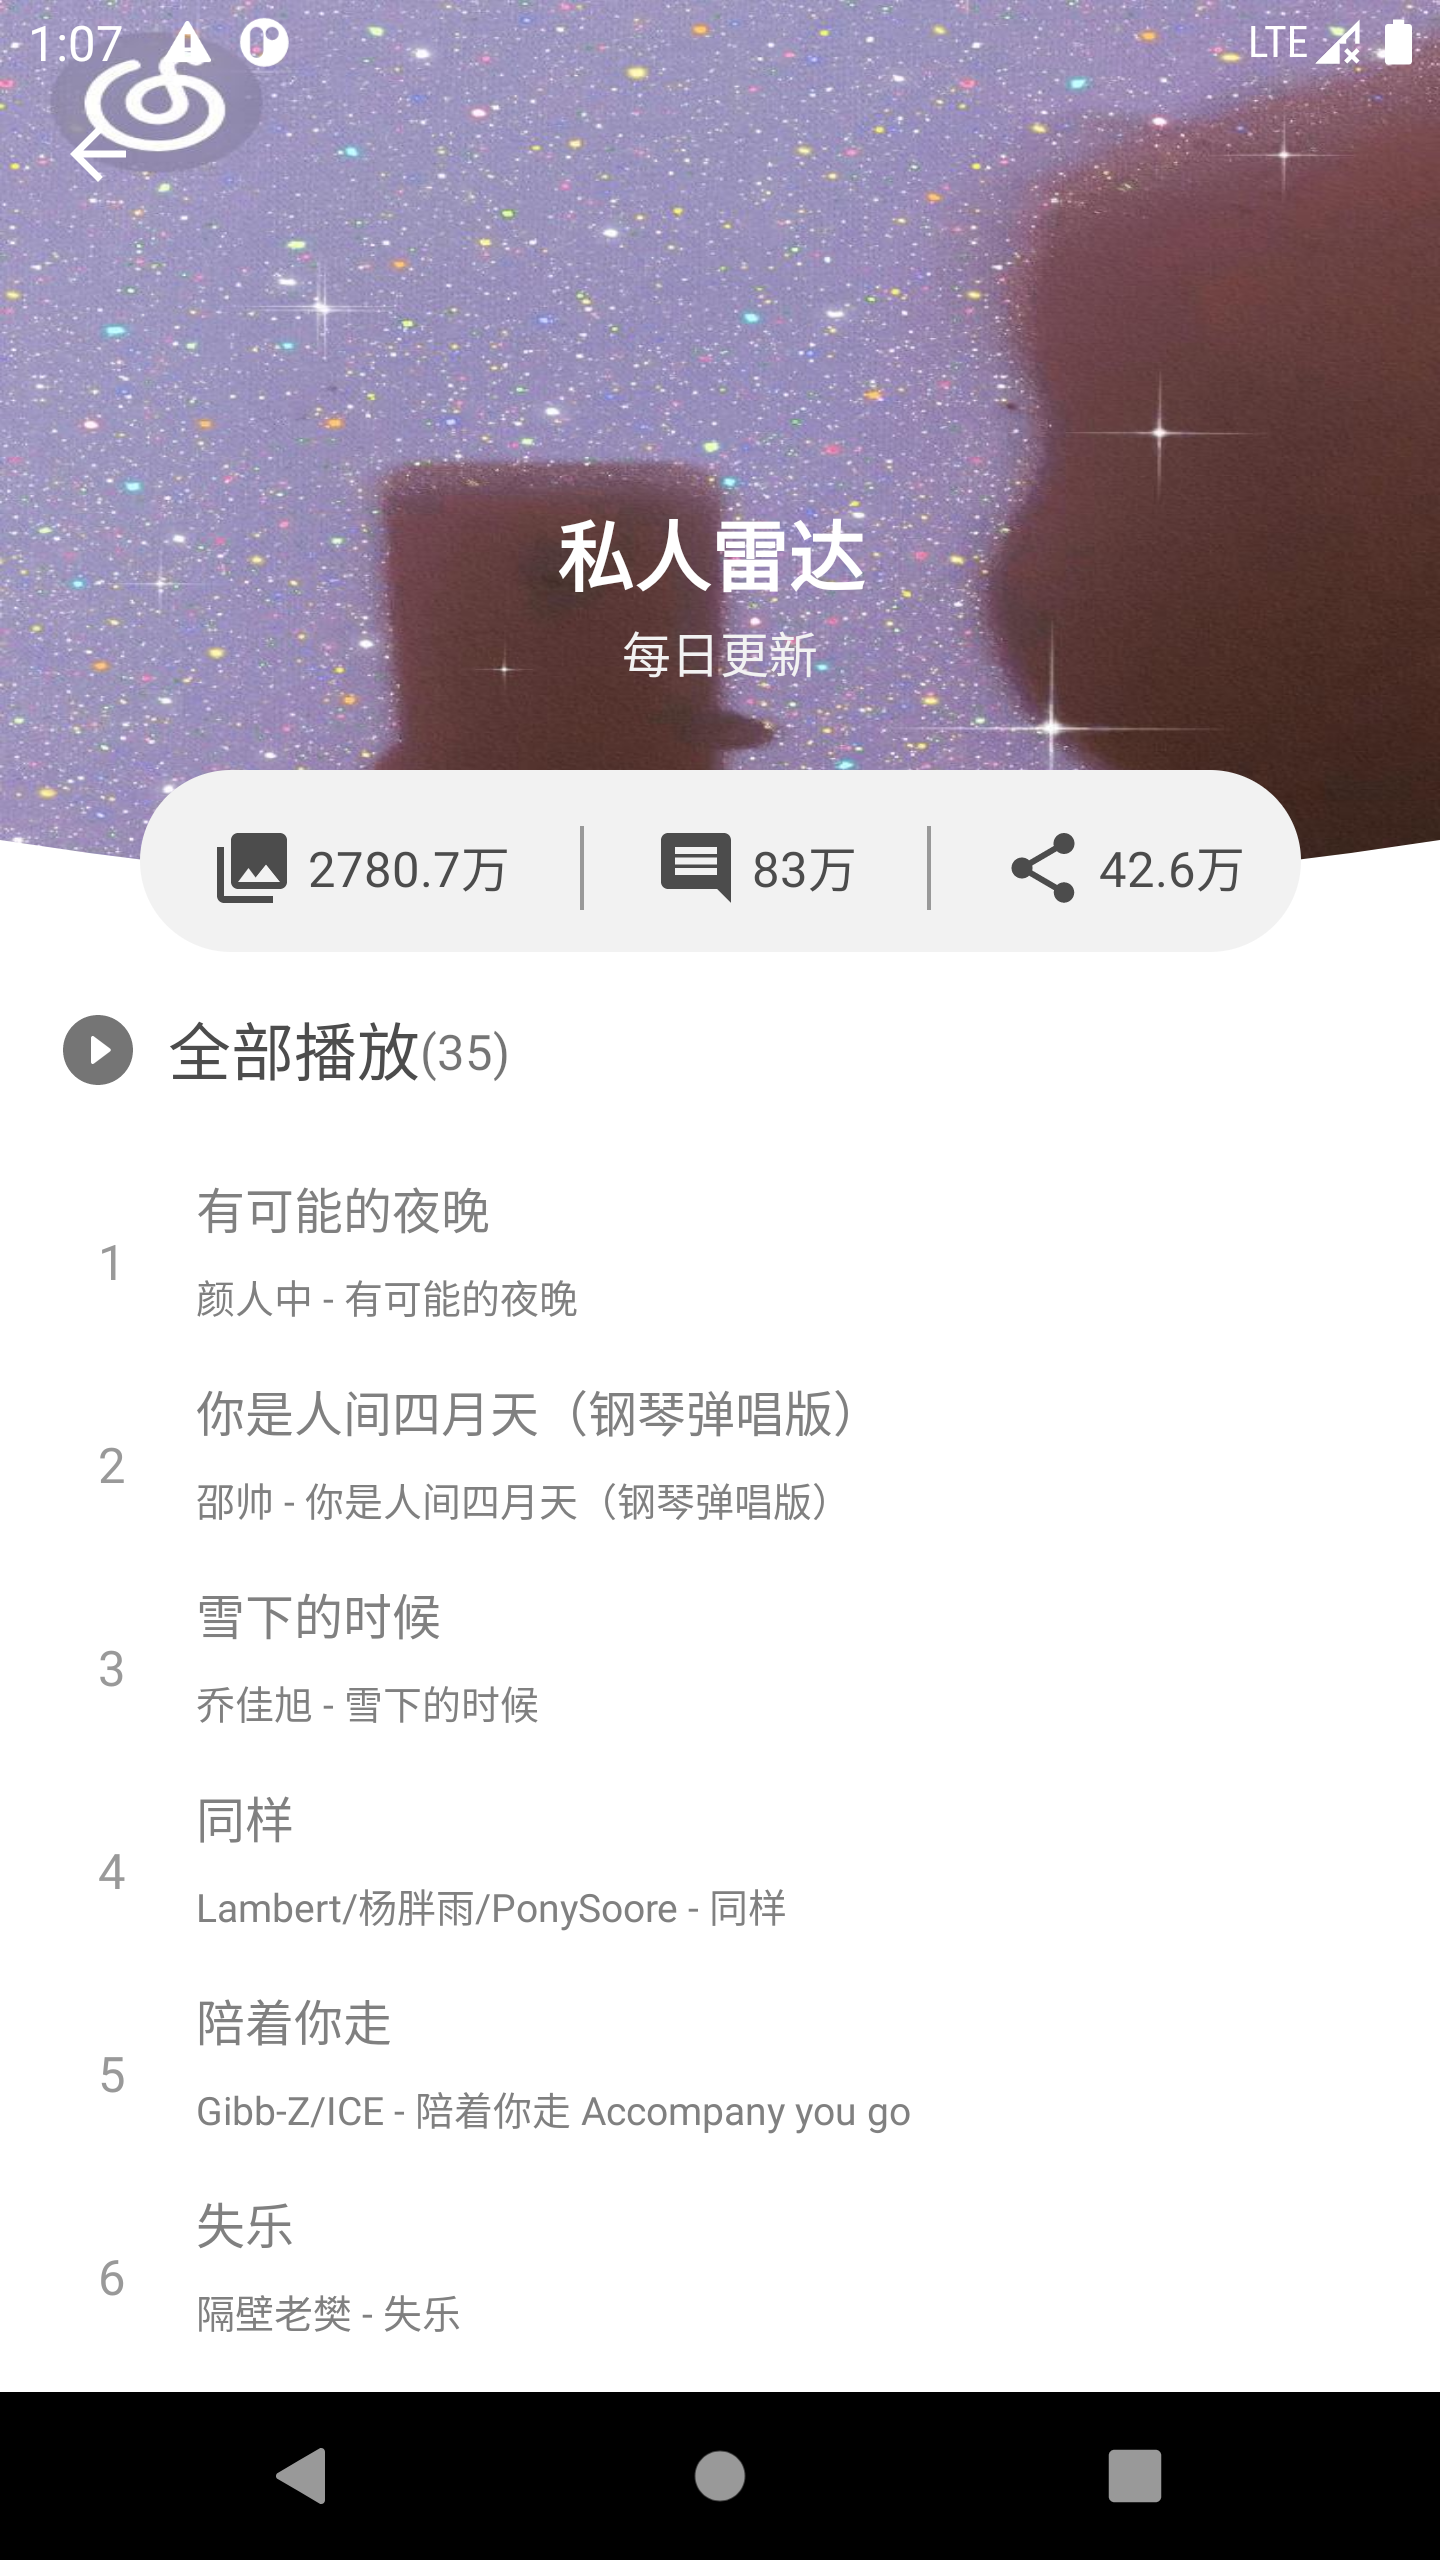 1:07
LTE
私人雷达
每日更新
2780.7万
83万
42.6万
全部播放(35)
1
有可能的夜晚
颜人中 - 有可能的夜晚
2
你是人间四月天（钢琴弹唱版）
邵帅 - 你是人间四月天（钢琴弹唱版）
3
雪下的时候
乔佳旭 - 雪下的时候
4
同样
Lambert/杨胖雨/PonySoore - 同样
5
陪着你走
Gibb-Z/ICE - 陪着你走 Accompany you go
6
失乐
隔壁老樊 - 失乐